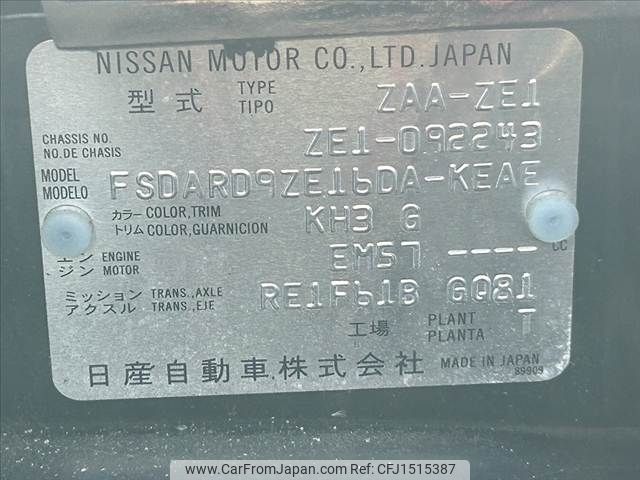 NISSAN MOTOR CO.,LTD.JAPAN
型式 TYPE TIPO ZAA-ZE1
CHASSIS NO. NO.DE CHASIS ZE1-092243
MODEL MODELO FSDARD9ZE16DA-KEAE
カラー COLOR,TRIM
トリム COLOR,GUARNICION KH3 G
エンジン ENGINE MOTOR EM57 ---- CC
ミッション TRANS.,AXLE
アクスル TRANS.,EJE RE1F61B GQ81
工場 PLANT PLANTA T
日産自動車株式会社 MADE IN JAPAN
89909
www.CarFromJapan.com | © CarFromJapan | CFJ1515387